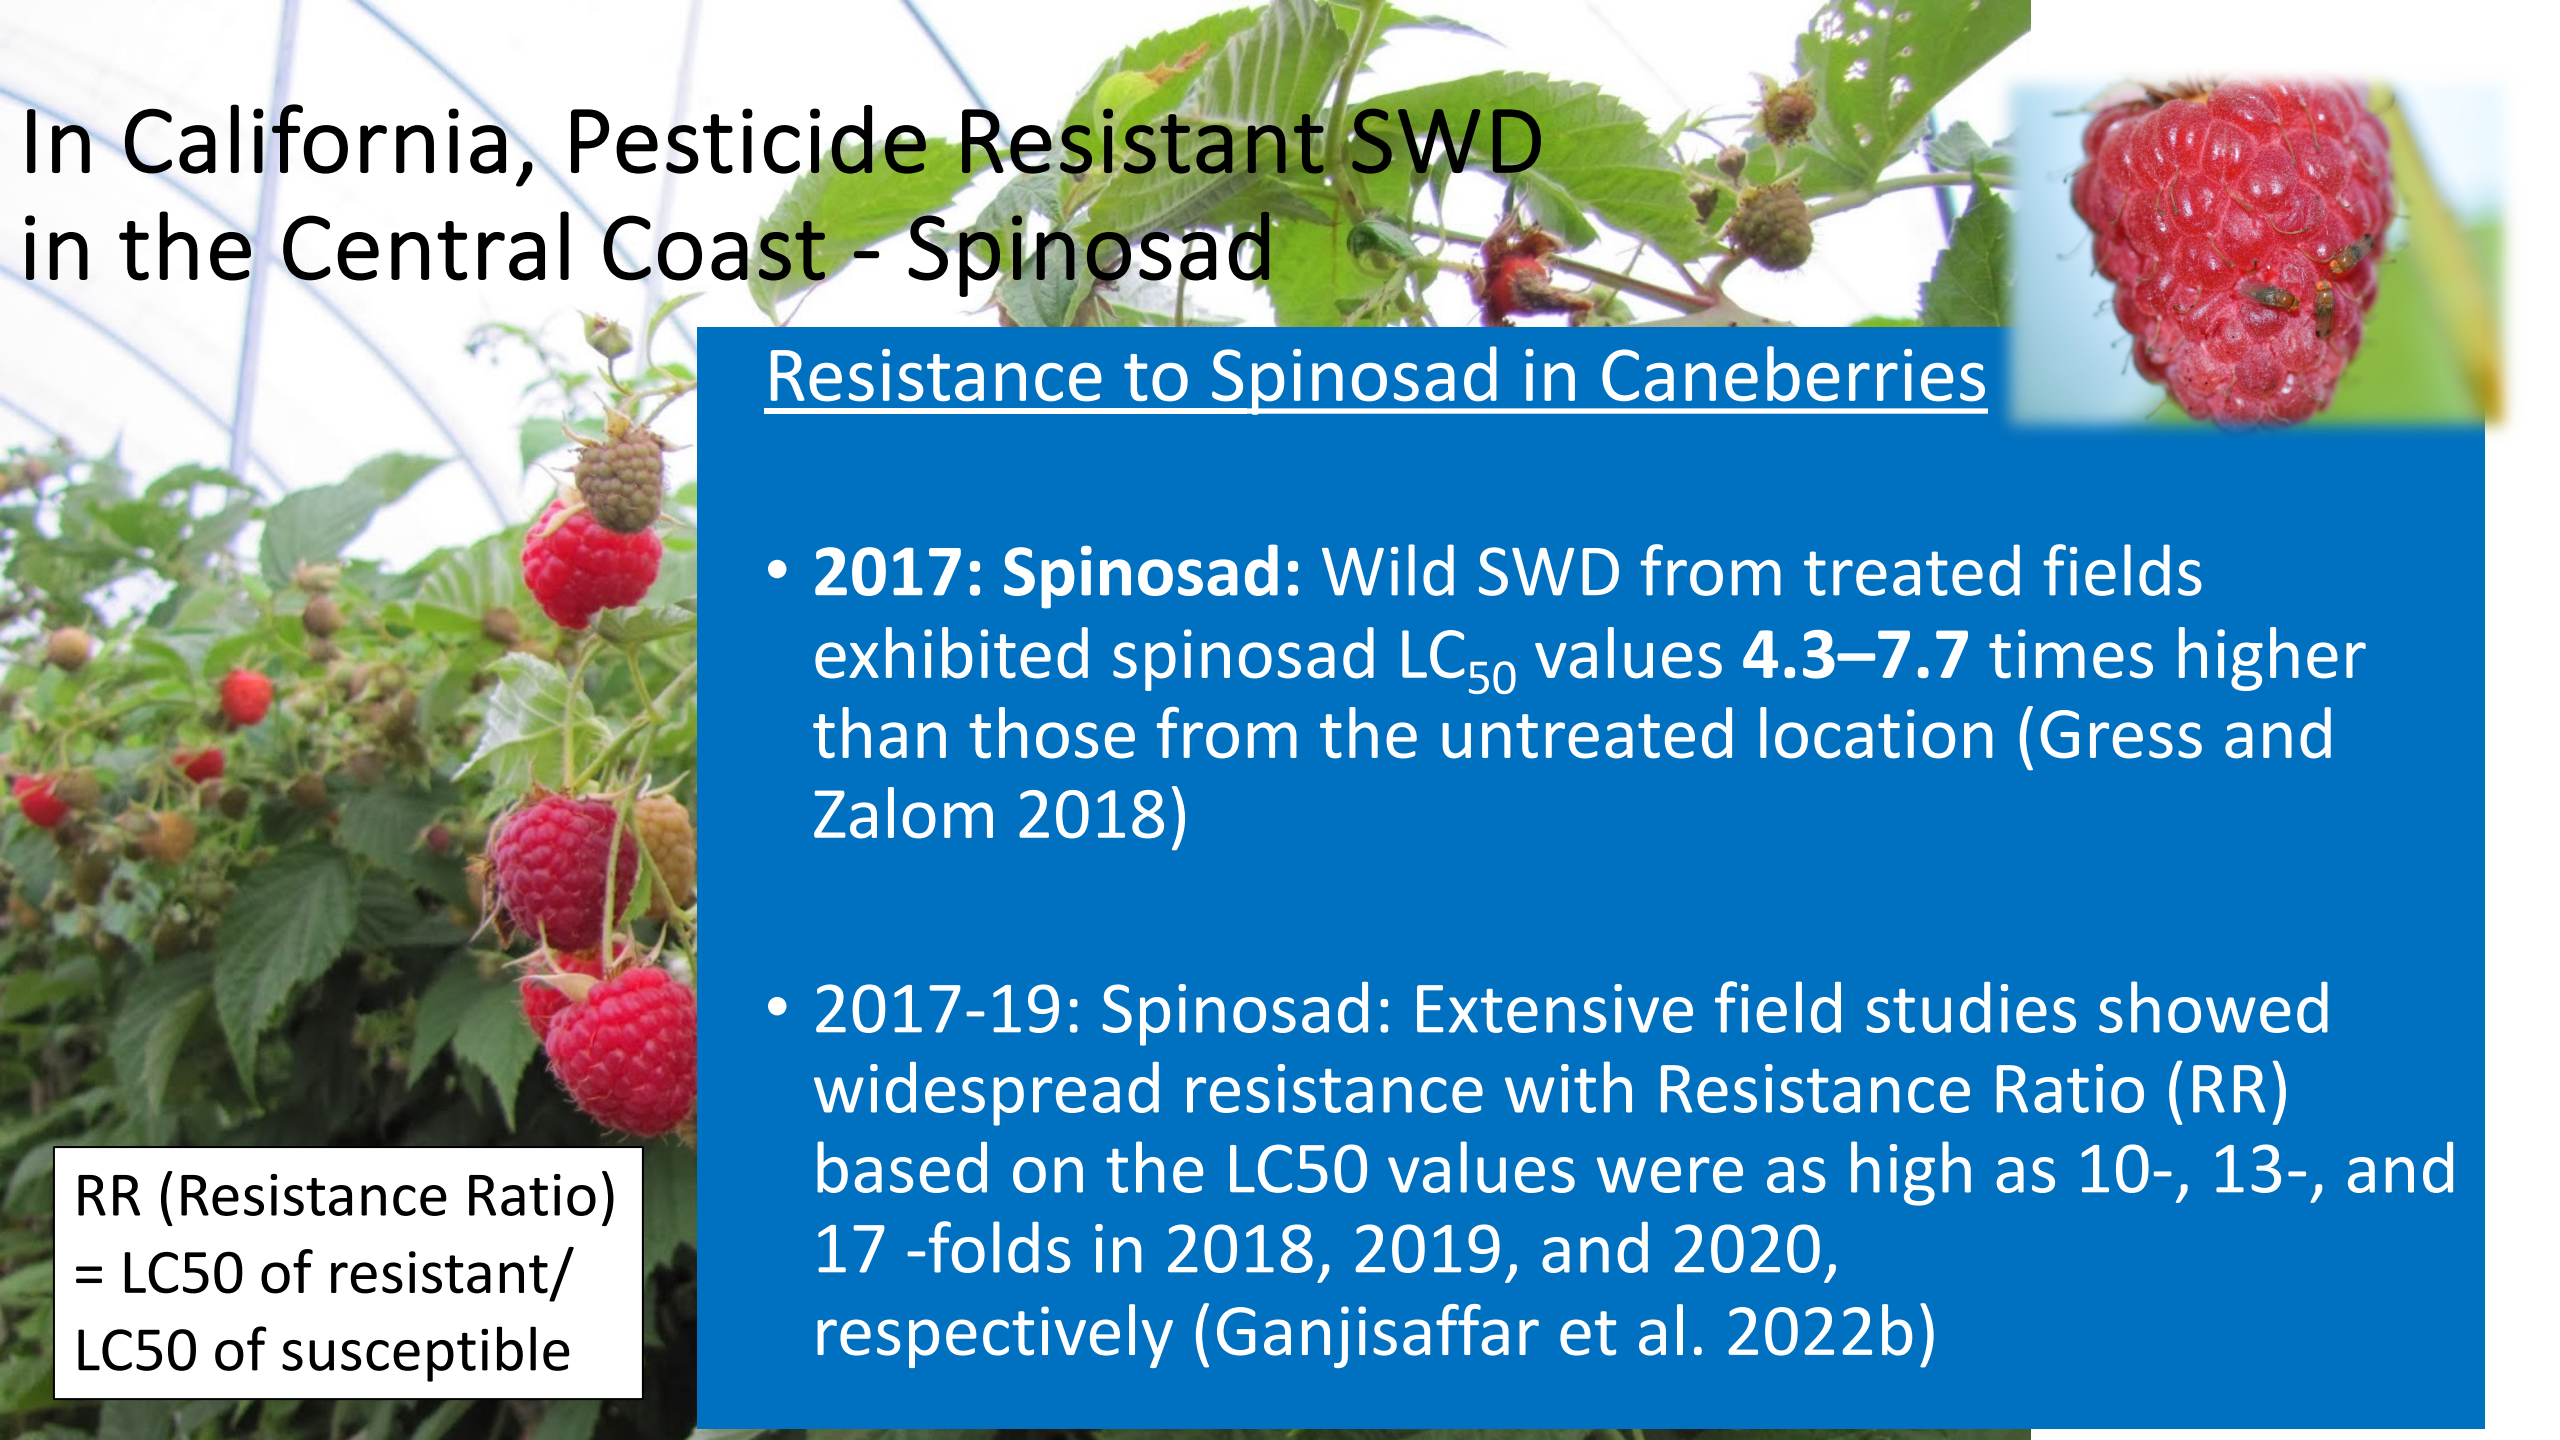 In California, Pesticide Resistant SWD
in the Central Coast - Spinosad
Resistance to Spinosad in Caneberries
• 2017: Spinosad: Wild SWD from treated fields
exhibited spinosad LC50 values 4.3–7.7 times higher
than those from the untreated location (Gress and
Zalom 2018)
• 2017-19: Spinosad: Extensive field studies showed
widespread resistance with Resistance Ratio (RR)
based on the LC50 values were as high as 10-, 13-, and
17 -folds in 2018, 2019, and 2020,
respectively (Ganjisaffar et al. 2022b)
RR (Resistance Ratio)
= LC50 of resistant/
LC50 of susceptible